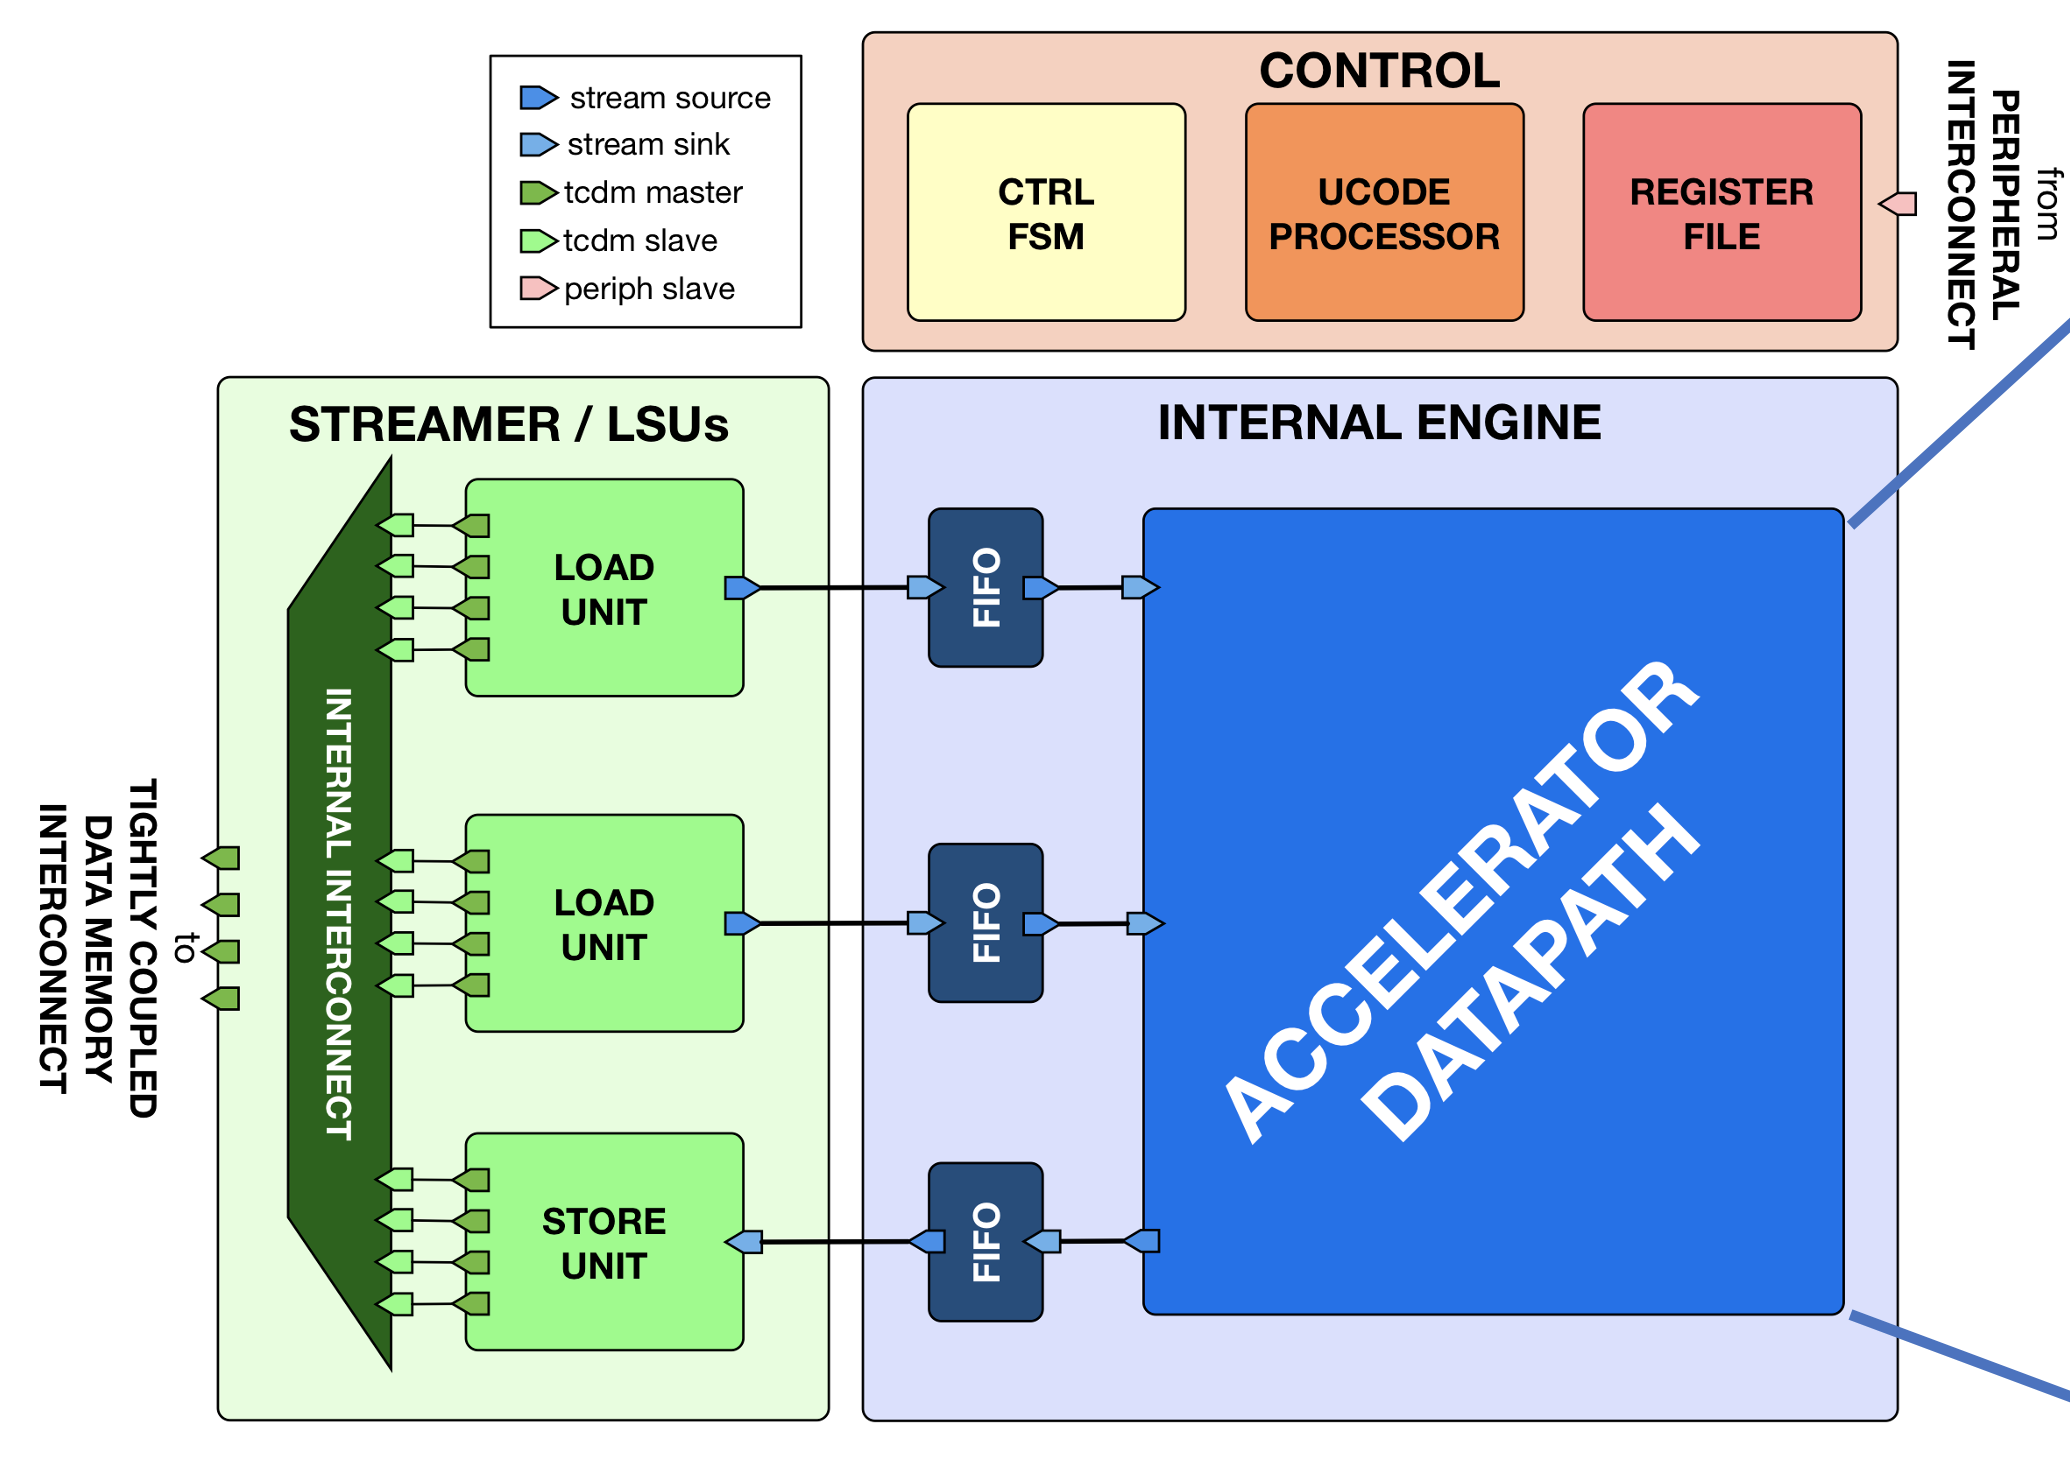 stream source
stream sink
tcdm master
tcdm slave
periph slave
CONTROL
CTRL
FSM
UCODE
PROCESSOR
REGISTER
FILE
from
PERIPHERAL
INTERCONNECT
STREAMER / LSUs
INTERNAL INTERCONNECT
LOAD
UNIT
LOAD
UNIT
STORE
UNIT
to
TIGHTLY COUPLED
DATA MEMORY
INTERCONNECT
INTERNAL ENGINE
FIFO
FIFO
FIFO
ACCELERATOR
DATAPATH